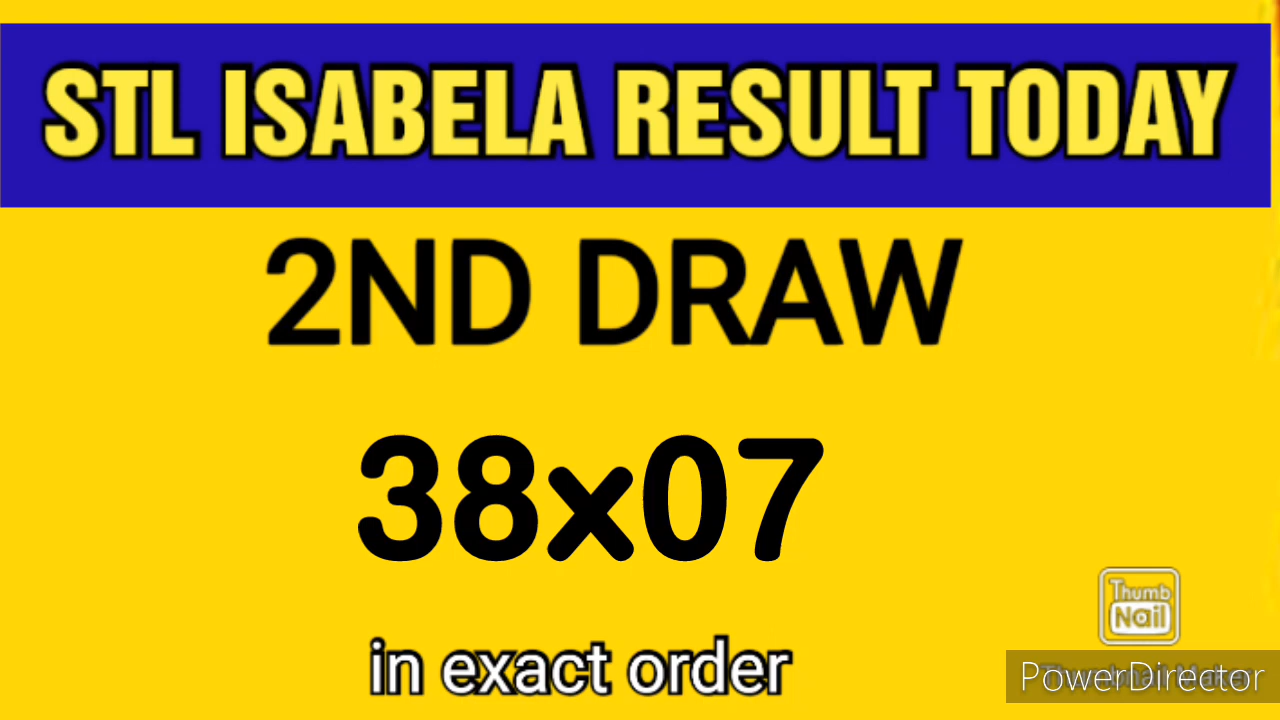 STL ISABELA RESULT TODAY
2ND DRAW
38x07
in exact order
Thumb
Nail
PowerDirector